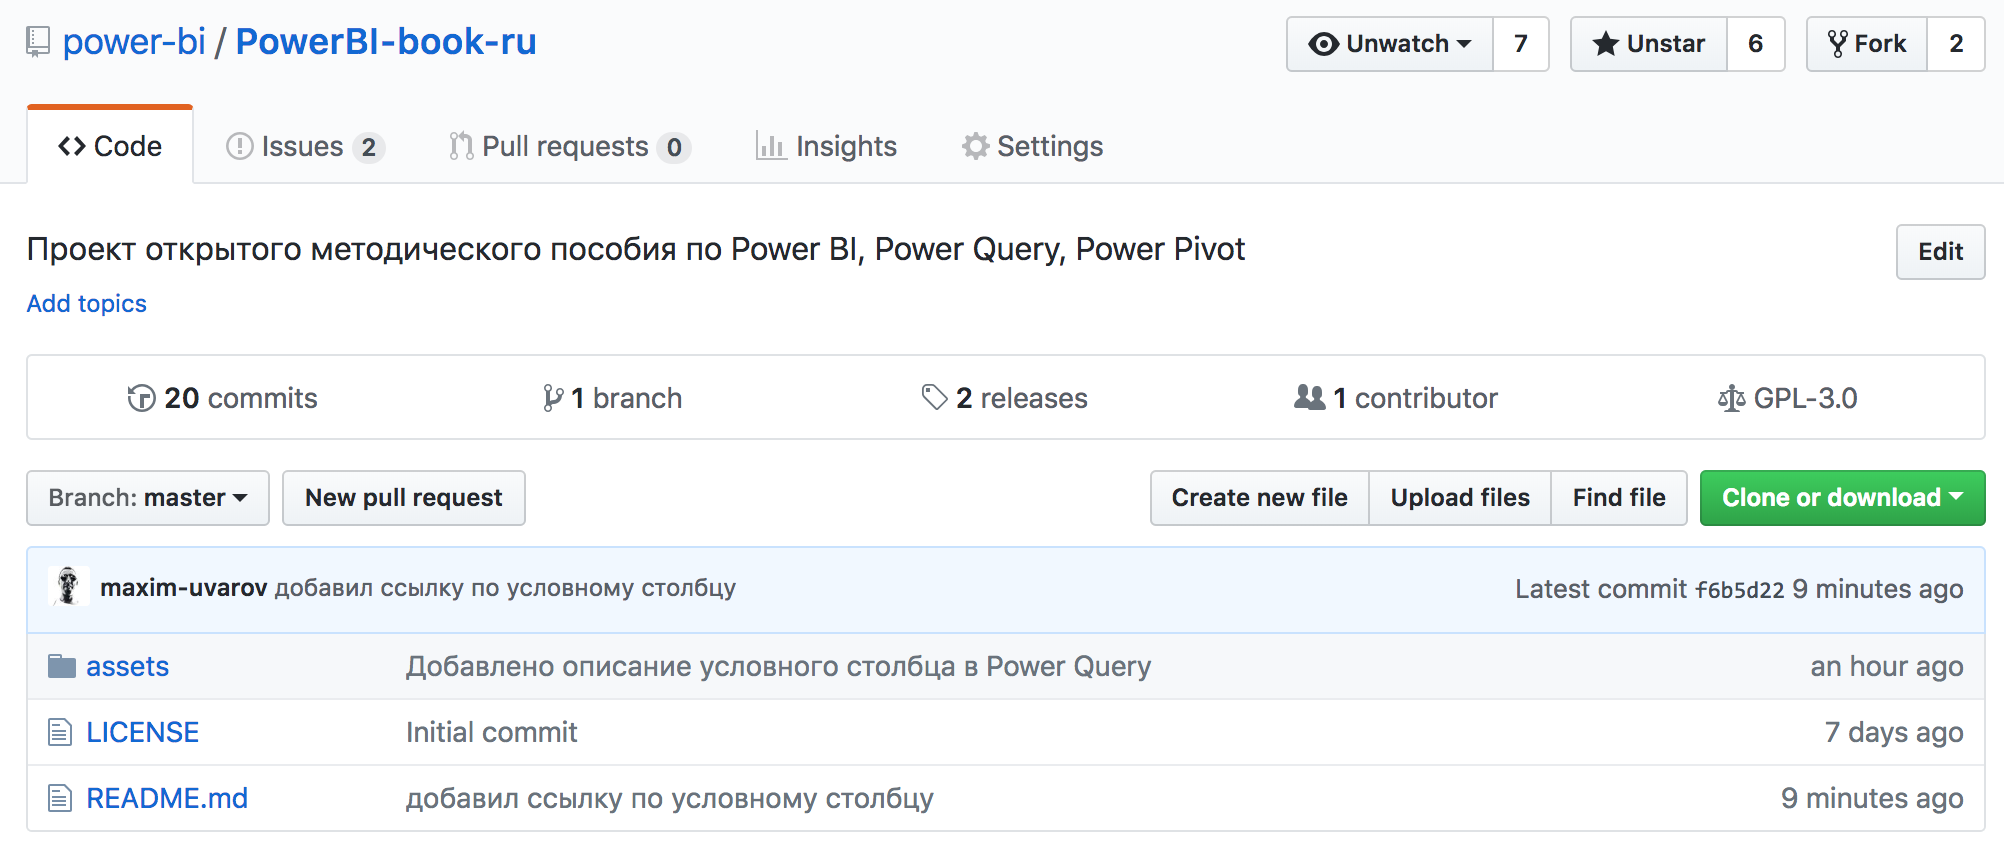 power-bi / PowerBI-book-ru
Unwatch 7
Unstar 6
Fork 2
Code
Issues 2
Pull requests 0
Insights
Settings
Проект открытого методического пособия по Power BI, Power Query, Power Pivot
Edit
Add topics
20 commits
1 branch
2 releases
1 contributor
GPL-3.0
Branch: master
New pull request
Create new file
Upload files
Find file
Clone or download
maxim-uvarov добавил ссылку по условному столбцу
Latest commit f6b5d22 9 minutes ago
assets
Добавлено описание условного столбца в Power Query
an hour ago
LICENSE
Initial commit
7 days ago
README.md
добавил ссылку по условному столбцу
9 minutes ago